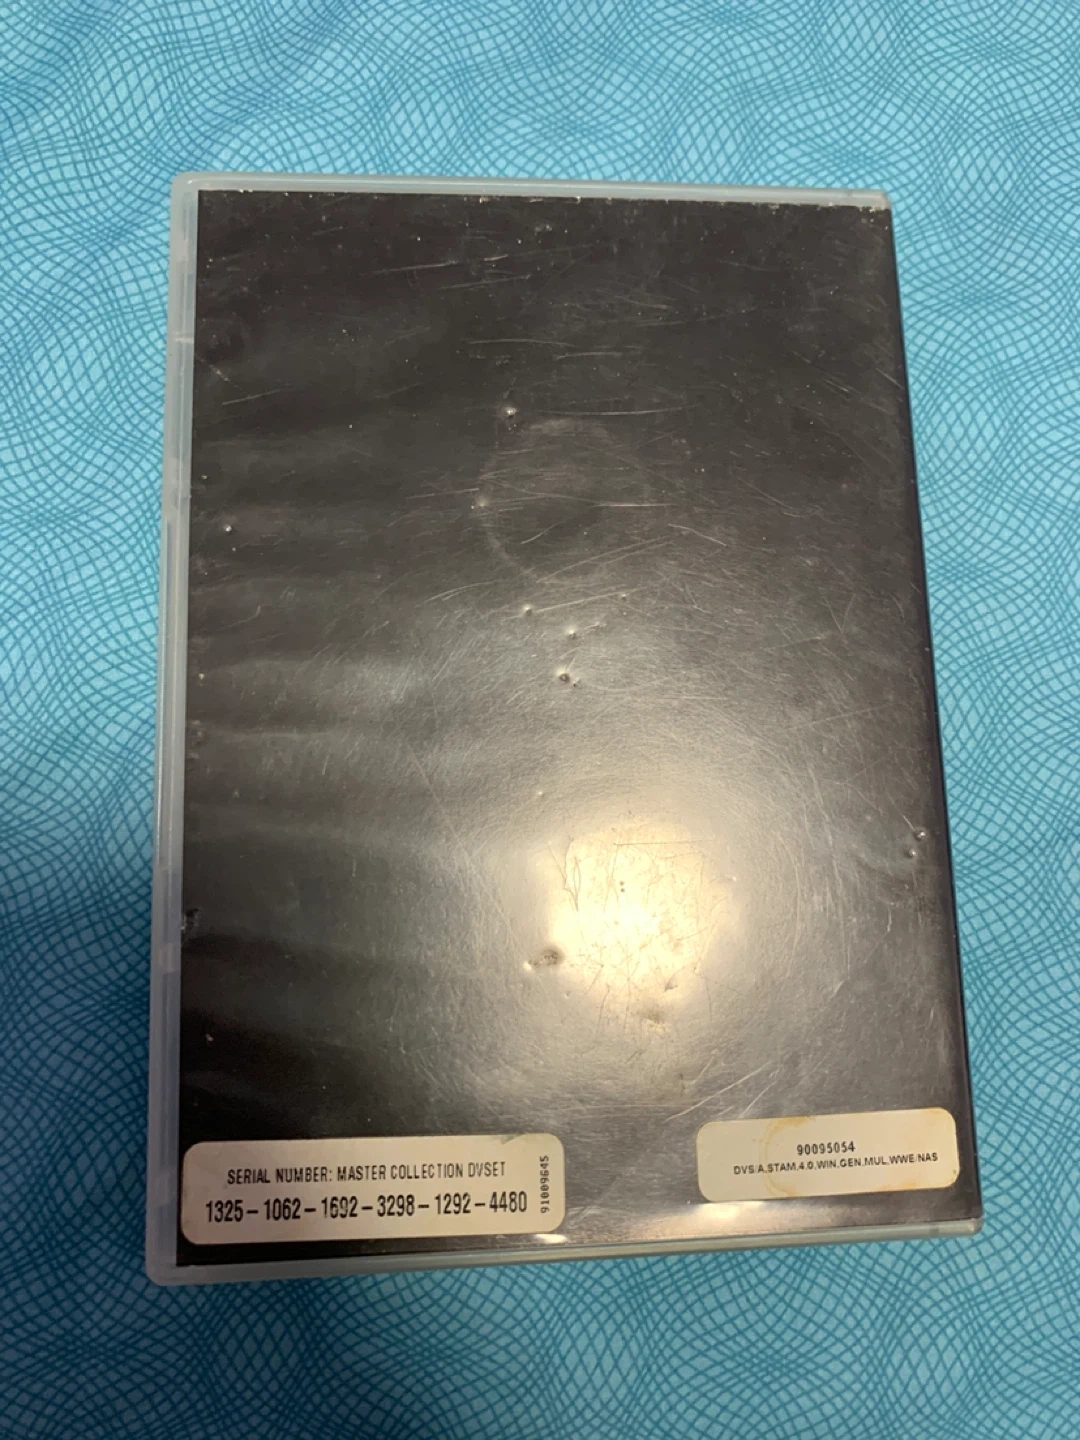 SERIAL NUMBER: MASTER COLLECTION DVSET
1325-1062-1692-3298-1292-4480
91009645
90095054
DVS/A,STAM,4.0,WIN,GEN,MUL,WWE/NAS